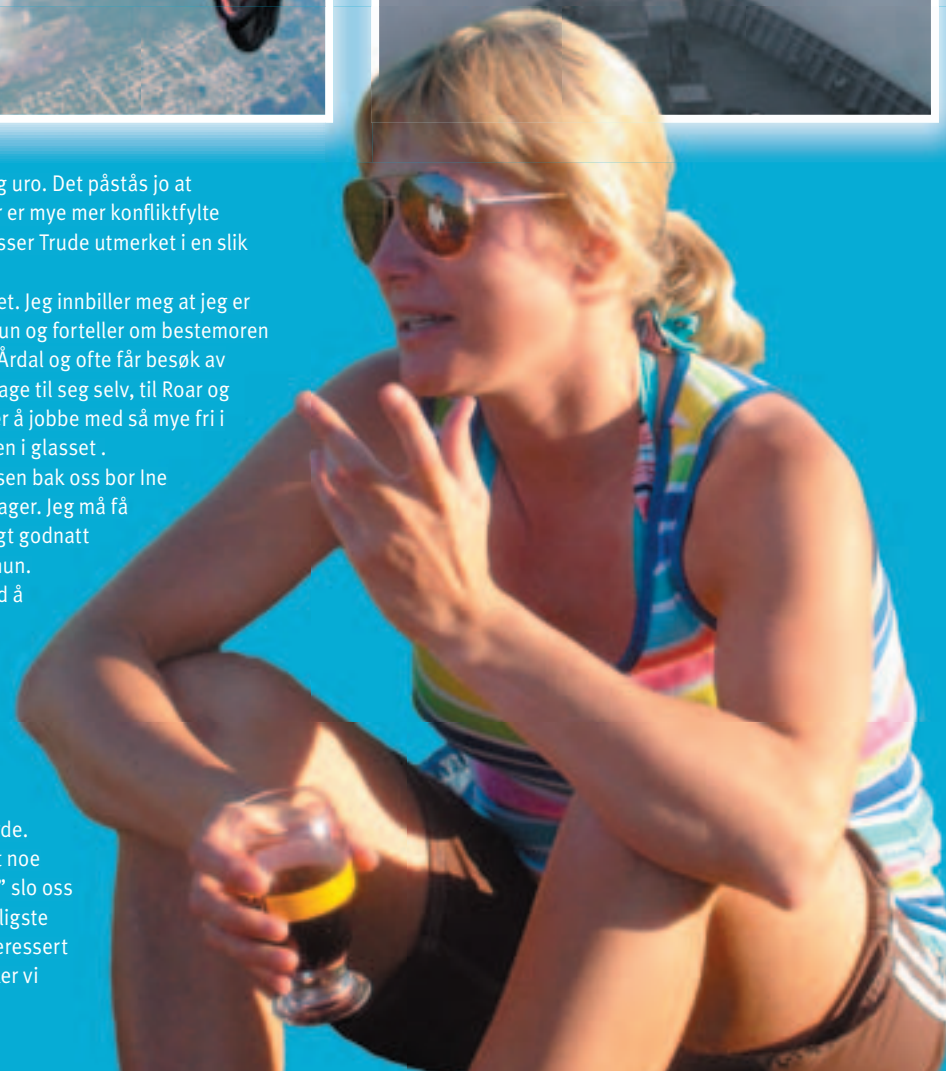 g uro. Det påstås jo at
er mye mer konfliktfylte
sser Trude utmerket i en slik
et. Jeg innbiller meg at jeg er
un og forteller om bestemoren
Årdal og ofte får besøk av
age til seg selv, til Roar og
er å jobbe med så mye fri i
en i glasset .
sen bak oss bor Ine
ager. Jeg må få
gt godnatt
hun.
d å
de.
t noe
” slo oss
ligste
eressert
er vi